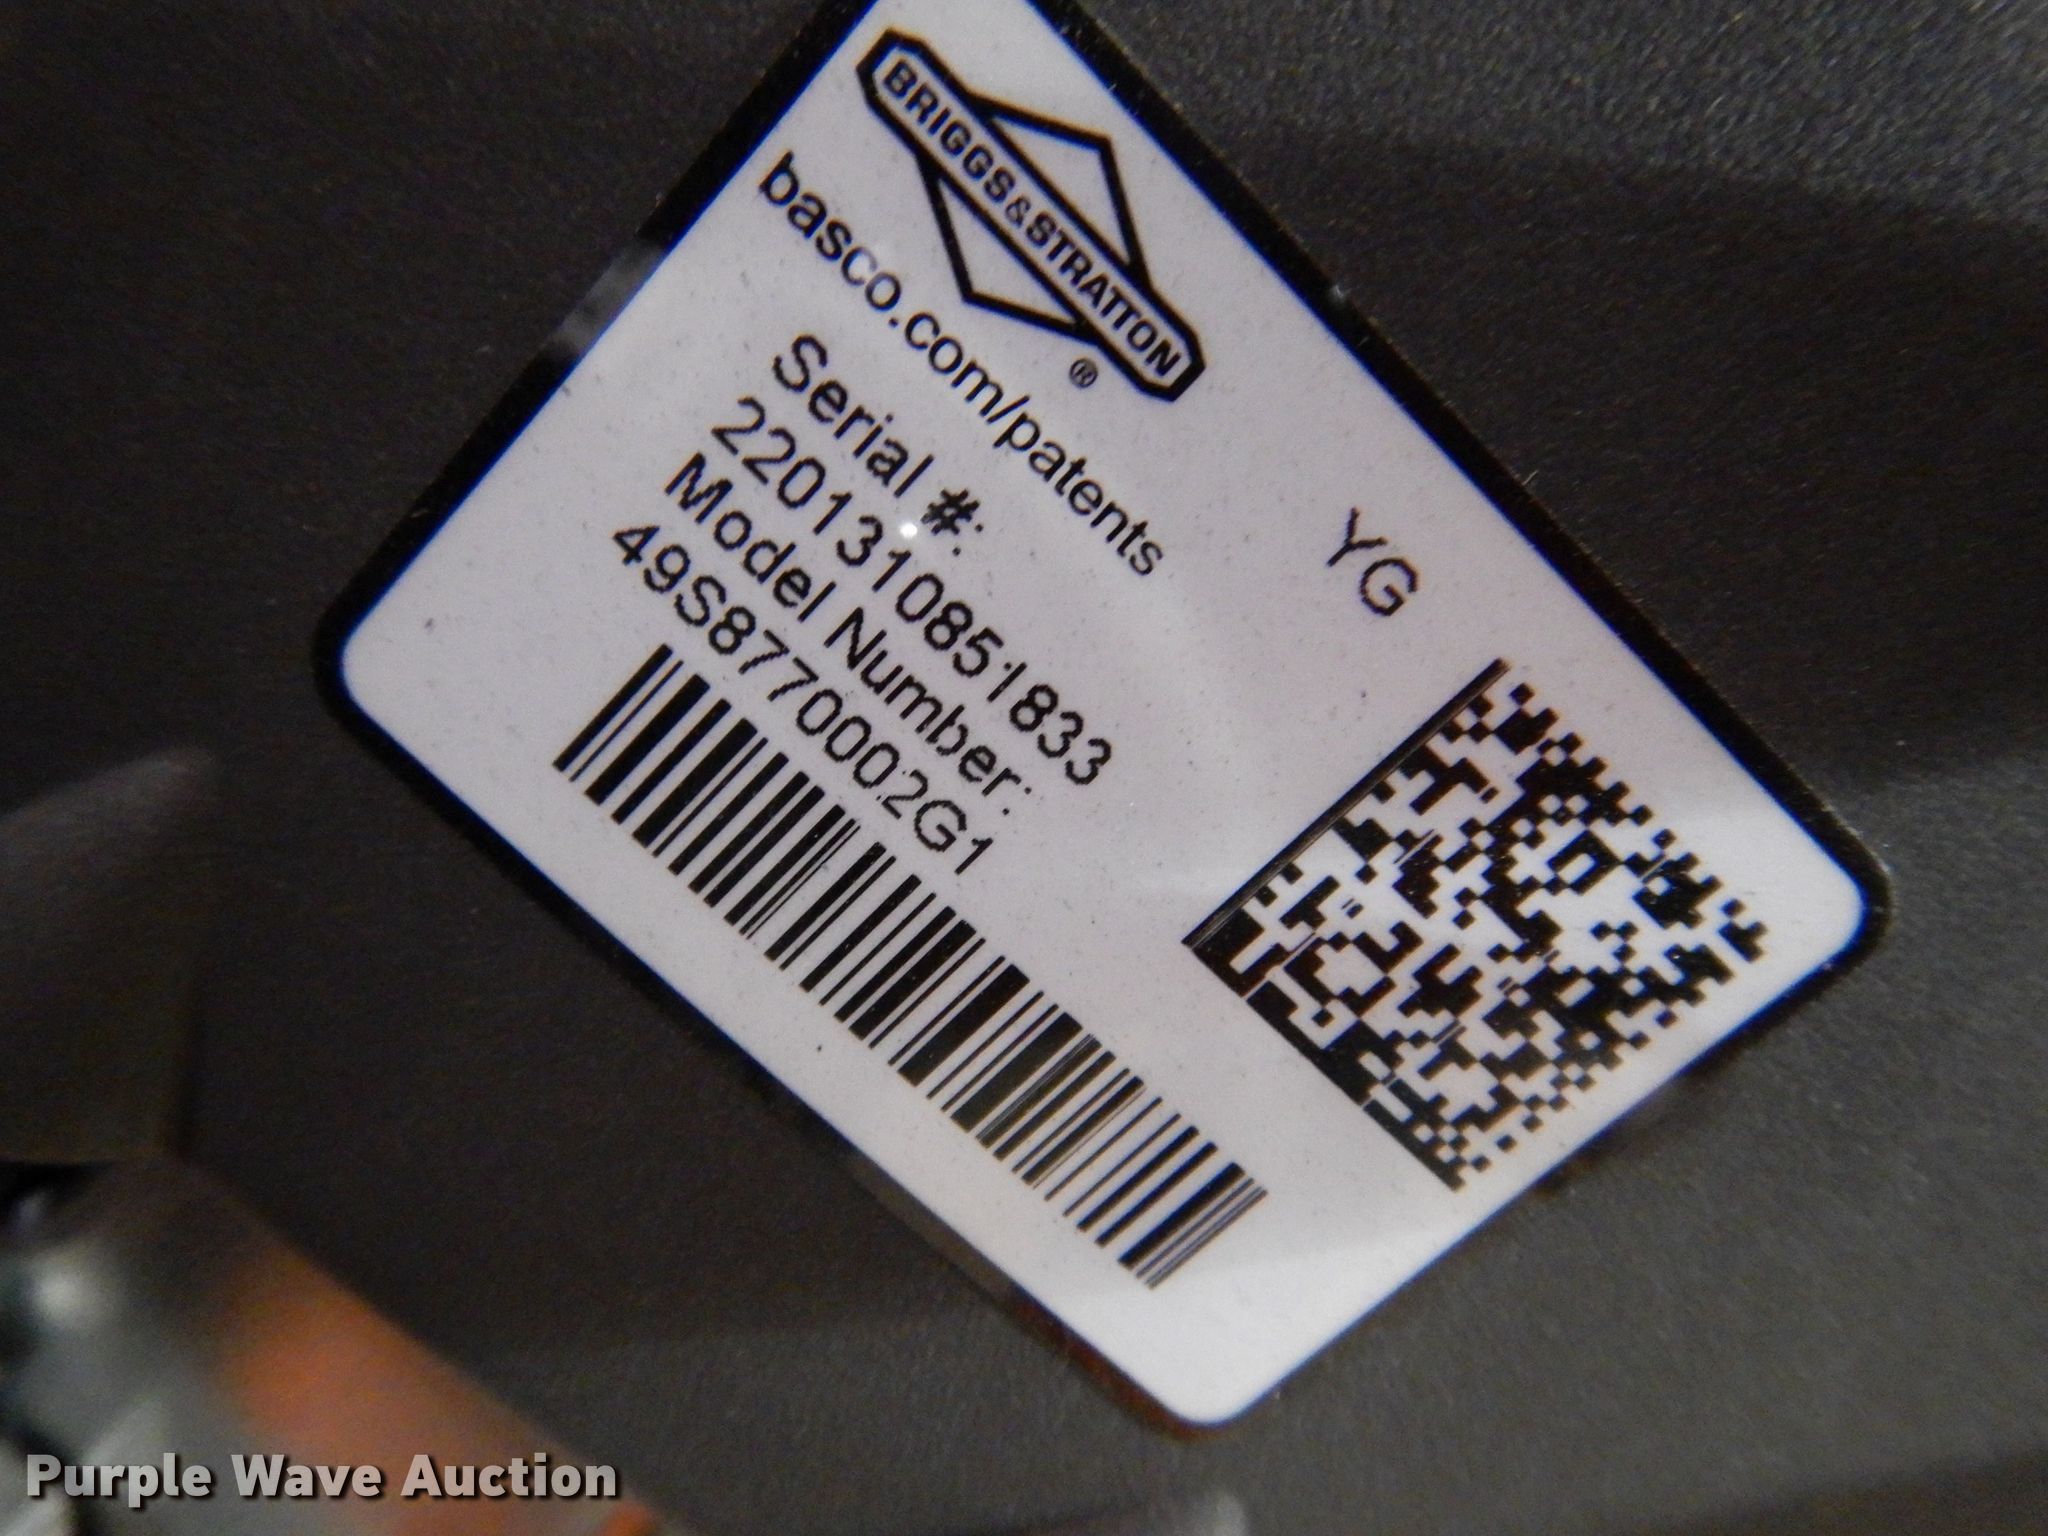 BRIGGS&STRATTON
®
basco.com/patents
YG
Serial #:
2201310851833
Model Number:
49S8770002G1
Purple Wave Auction